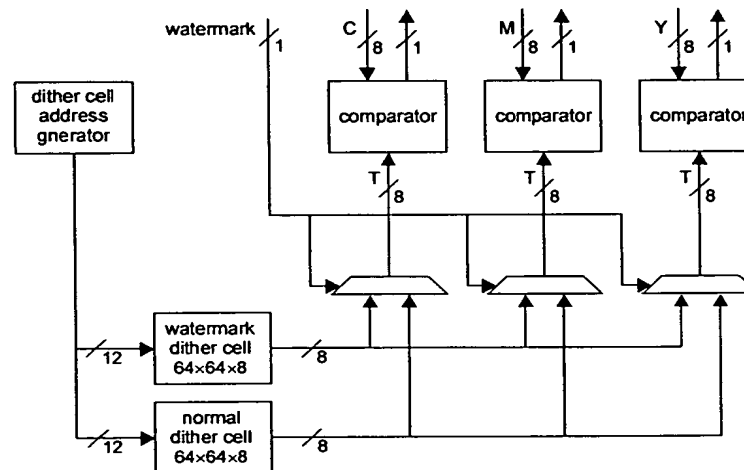 watermark 1 C 8 1 M 8 1 Y 8 1
dither cell
address
gnerator
comparator comparator comparator
T 8 T 8 T 8
watermark
dither cell
64×64×8
12 8
normal
dither cell
64×64×8
12 8